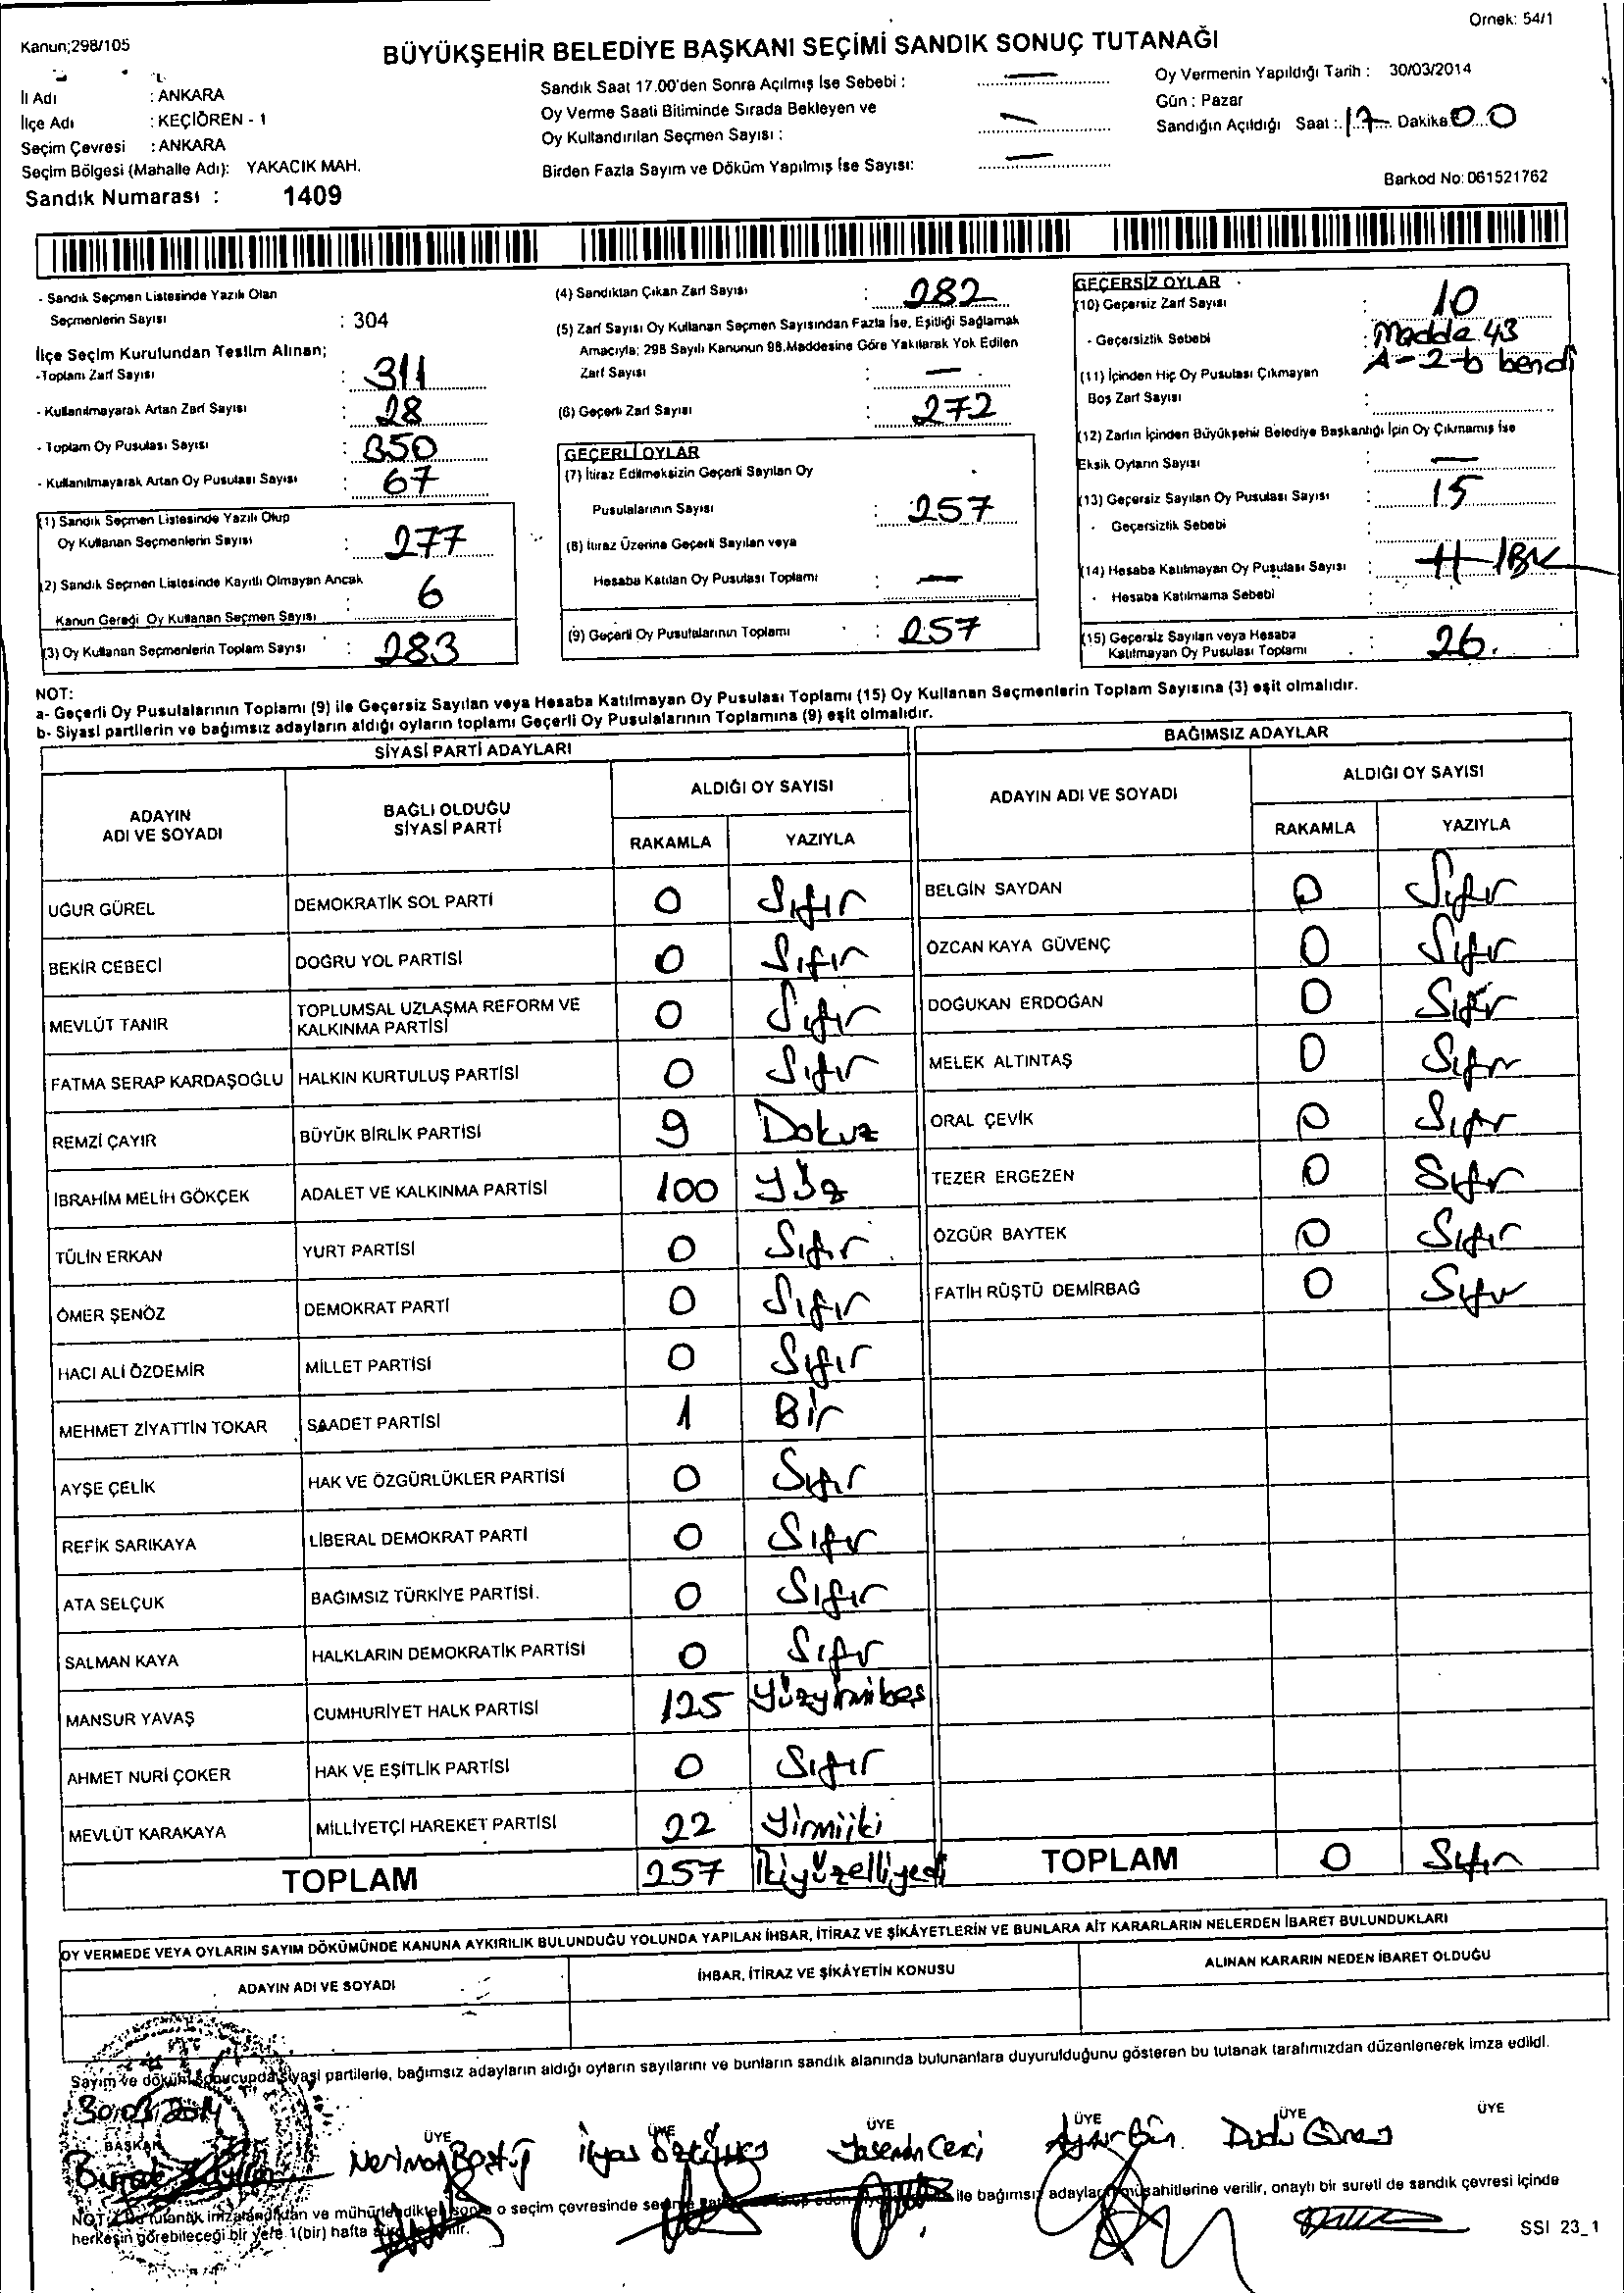 Örnek: 54/1
Kanun;298/105
BÜYÜKŞEHİR BELEDİYE BAŞKANI SEÇİMİ SANDIK SONUÇ TUTANAĞI
İl Adı : ANKARA
İlçe Adı : KEÇİÖREN - 1
Seçim Çevresi : ANKARA
Seçim Bölgesi (Mahalle Adı): YAKACIK MAH.
Sandık Numarası : 1409
Sandık Saat 17.00'den Sonra Açılmış İse Sebebi : —
Oy Verme Saati Bitiminde Sırada Bekleyen ve
Oy Kullandırılan Seçmen Sayısı : —
Birden Fazla Sayım ve Döküm Yapılmış İse Sayısı: —
Oy Vermenin Yapıldığı Tarih : 30/03/2014
Gün : Pazar
Sandığın Açıldığı Saat : 17 Dakika 00
Barkod No: 061521762
- Sandık Seçmen Listesinde Yazılı Olan
Seçmenlerin Sayısı : 304
İlçe Seçim Kurulundan Teslim Alınan;
-Toplam Zarf Sayısı : 311
- Kullanılmayarak Artan Zarf Sayısı : 28
- Toplam Oy Pusulası Sayısı : 350
- Kullanılmayarak Artan Oy Pusulası Sayısı : 67
(1) Sandık Seçmen Listesinde Yazılı Olup
Oy Kullanan Seçmenlerin Sayısı : 277
(2) Sandık Seçmen Listesinde Kayıtlı Olmayan Ancak
Kanun Gereği Oy Kullanan Seçmen Sayısı : 6
(3) Oy Kullanan Seçmenlerin Toplam Sayısı : 283
(4) Sandıktan Çıkan Zarf Sayısı : 282
(5) Zarf Sayısı Oy Kullanan Seçmen Sayısından Fazla İse, Eşitliği Sağlamak
Amacıyla; 298 Sayılı Kanunun 98.Maddesine Göre Yakılarak Yok Edilen
Zarf Sayısı : —
(6) Geçerli Zarf Sayısı : 272
GEÇERLİ OYLAR
(7) İtiraz Edilmeksizin Geçerli Sayılan Oy
Pusulalarının Sayısı : 257
(8) İtiraz Üzerine Geçerli Sayılan veya
Hesaba Katılan Oy Pusulası Toplamı : —
(9) Geçerli Oy Pusulalarının Toplamı : 257
GEÇERSİZ OYLAR
(10) Geçersiz Zarf Sayısı : 10
- Geçersizlik Sebebi : Madde 43
A-2-b bendi
(11) İçinden Hiç Oy Pusulası Çıkmayan
Boş Zarf Sayısı :
(12) Zarfın İçinden Büyükşehir Belediye Başkanlığı İçin Oy Çıkmamış İse
Eksik Oyların Sayısı : —
(13) Geçersiz Sayılan Oy Pusulası Sayısı : 15
- Geçersizlik Sebebi :
(14) Hesaba Katılmayan Oy Pusulası Sayısı :
- Hesaba Katılmama Sebebi :
(15) Geçersiz Sayılan veya Hesaba
Katılmayan Oy Pusulası Toplamı : 26.
NOT:
a- Geçerli Oy Pusulalarının Toplamı (9) ile Geçersiz Sayılan veya Hesaba Katılmayan Oy Pusulası Toplamı (15) Oy Kullanan Seçmenlerin Toplam Sayısına (3) eşit olmalıdır.
b- Siyasi partilerin ve bağımsız adayların aldığı oyların toplamı Geçerli Oy Pusulalarının Toplamına (9) eşit olmalıdır.
SİYASİ PARTİ ADAYLARI
ADAYIN ADI VE SOYADI
BAĞLI OLDUĞU SİYASİ PARTİ
ALDIĞI OY SAYISI
RAKAMLA YAZIYLA
UĞUR GÜREL DEMOKRATİK SOL PARTİ 0 Sıfır
BEKİR CEBECİ DOĞRU YOL PARTİSİ 0 Sıfır
MEVLÜT TANIR TOPLUMSAL UZLAŞMA REFORM VE KALKINMA PARTİSİ 0 Sıfır
FATMA SERAP KARDAŞOĞLU HALKIN KURTULUŞ PARTİSİ 0 Sıfır
REMZİ ÇAYIR BÜYÜK BİRLİK PARTİSİ 9 Dokuz
İBRAHİM MELİH GÖKÇEK ADALET VE KALKINMA PARTİSİ 100 Yüz
TÜLİN ERKAN YURT PARTİSİ 0 Sıfır
ÖMER ŞENÖZ DEMOKRAT PARTİ 0 Sıfır
HACI ALİ ÖZDEMİR MİLLET PARTİSİ 0 Sıfır
MEHMET ZİYATTİN TOKAR SAADET PARTİSİ 1 Bir
AYŞE ÇELİK HAK VE ÖZGÜRLÜKLER PARTİSİ 0 Sıfır
REFİK SARIKAYA LİBERAL DEMOKRAT PARTİ 0 Sıfır
ATA SELÇUK BAĞIMSIZ TÜRKİYE PARTİSİ. 0 Sıfır
SALMAN KAYA HALKLARIN DEMOKRATİK PARTİSİ 0 Sıfır
MANSUR YAVAŞ CUMHURİYET HALK PARTİSİ 125 Yüzyirmibeş
AHMET NURİ ÇOKER HAK VE EŞİTLİK PARTİSİ 0 Sıfır
MEVLÜT KARAKAYA MİLLİYETÇİ HAREKET PARTİSİ 22 Yirmiiki
TOPLAM 257 İkiyüzelliyedi
BAĞIMSIZ ADAYLAR
ADAYIN ADI VE SOYADI
ALDIĞI OY SAYISI
RAKAMLA YAZIYLA
BELGİN SAYDAN 0 Sıfır
ÖZCAN KAYA GÜVENÇ 0 Sıfır
DOĞUKAN ERDOĞAN 0 Sıfır
MELEK ALTINTAŞ 0 Sıfır
ORAL ÇEVİK 0 Sıfır
TEZER ERGEZEN 0 Sıfır
ÖZGÜR BAYTEK 0 Sıfır
FATİH RÜŞTÜ DEMİRBAĞ 0 Sıfır
TOPLAM 0 Sıfır
OY VERMEDE VEYA OYLARIN SAYIM DÖKÜMÜNDE KANUNA AYKIRILIK BULUNDUĞU YOLUNDA YAPILAN İHBAR, İTİRAZ VE ŞİKÂYETLERİN VE BUNLARA AİT KARARLARIN NELERDEN İBARET BULUNDUKLARI
ADAYIN ADI VE SOYADI İHBAR, İTİRAZ VE ŞİKÂYETİN KONUSU ALINAN KARARIN NEDEN İBARET OLDUĞU
Sayım ve döküm sonucunda siyasi partilerle, bağımsız adayların aldığı oyların sayılarını ve bunların sandık alanında bulunanlara duyurulduğunu gösteren bu tutanak tarafımızdan düzenlenerek imza edildi.
30.03.2014
BAŞKAN ÜYE ÜYE ÜYE ÜYE ÜYE ÜYE
Neriman İlyas Yasemin Dudu
NOT: Bu tutanak imzalandıktan ve mühürlendikten sonra o seçim çevresinde ile bağımsız adayların müşahitlerine verilir, onaylı bir sureti de sandık çevresi içinde
herkesin görebileceği bir yere 1(bir) hafta
SSI 23_1